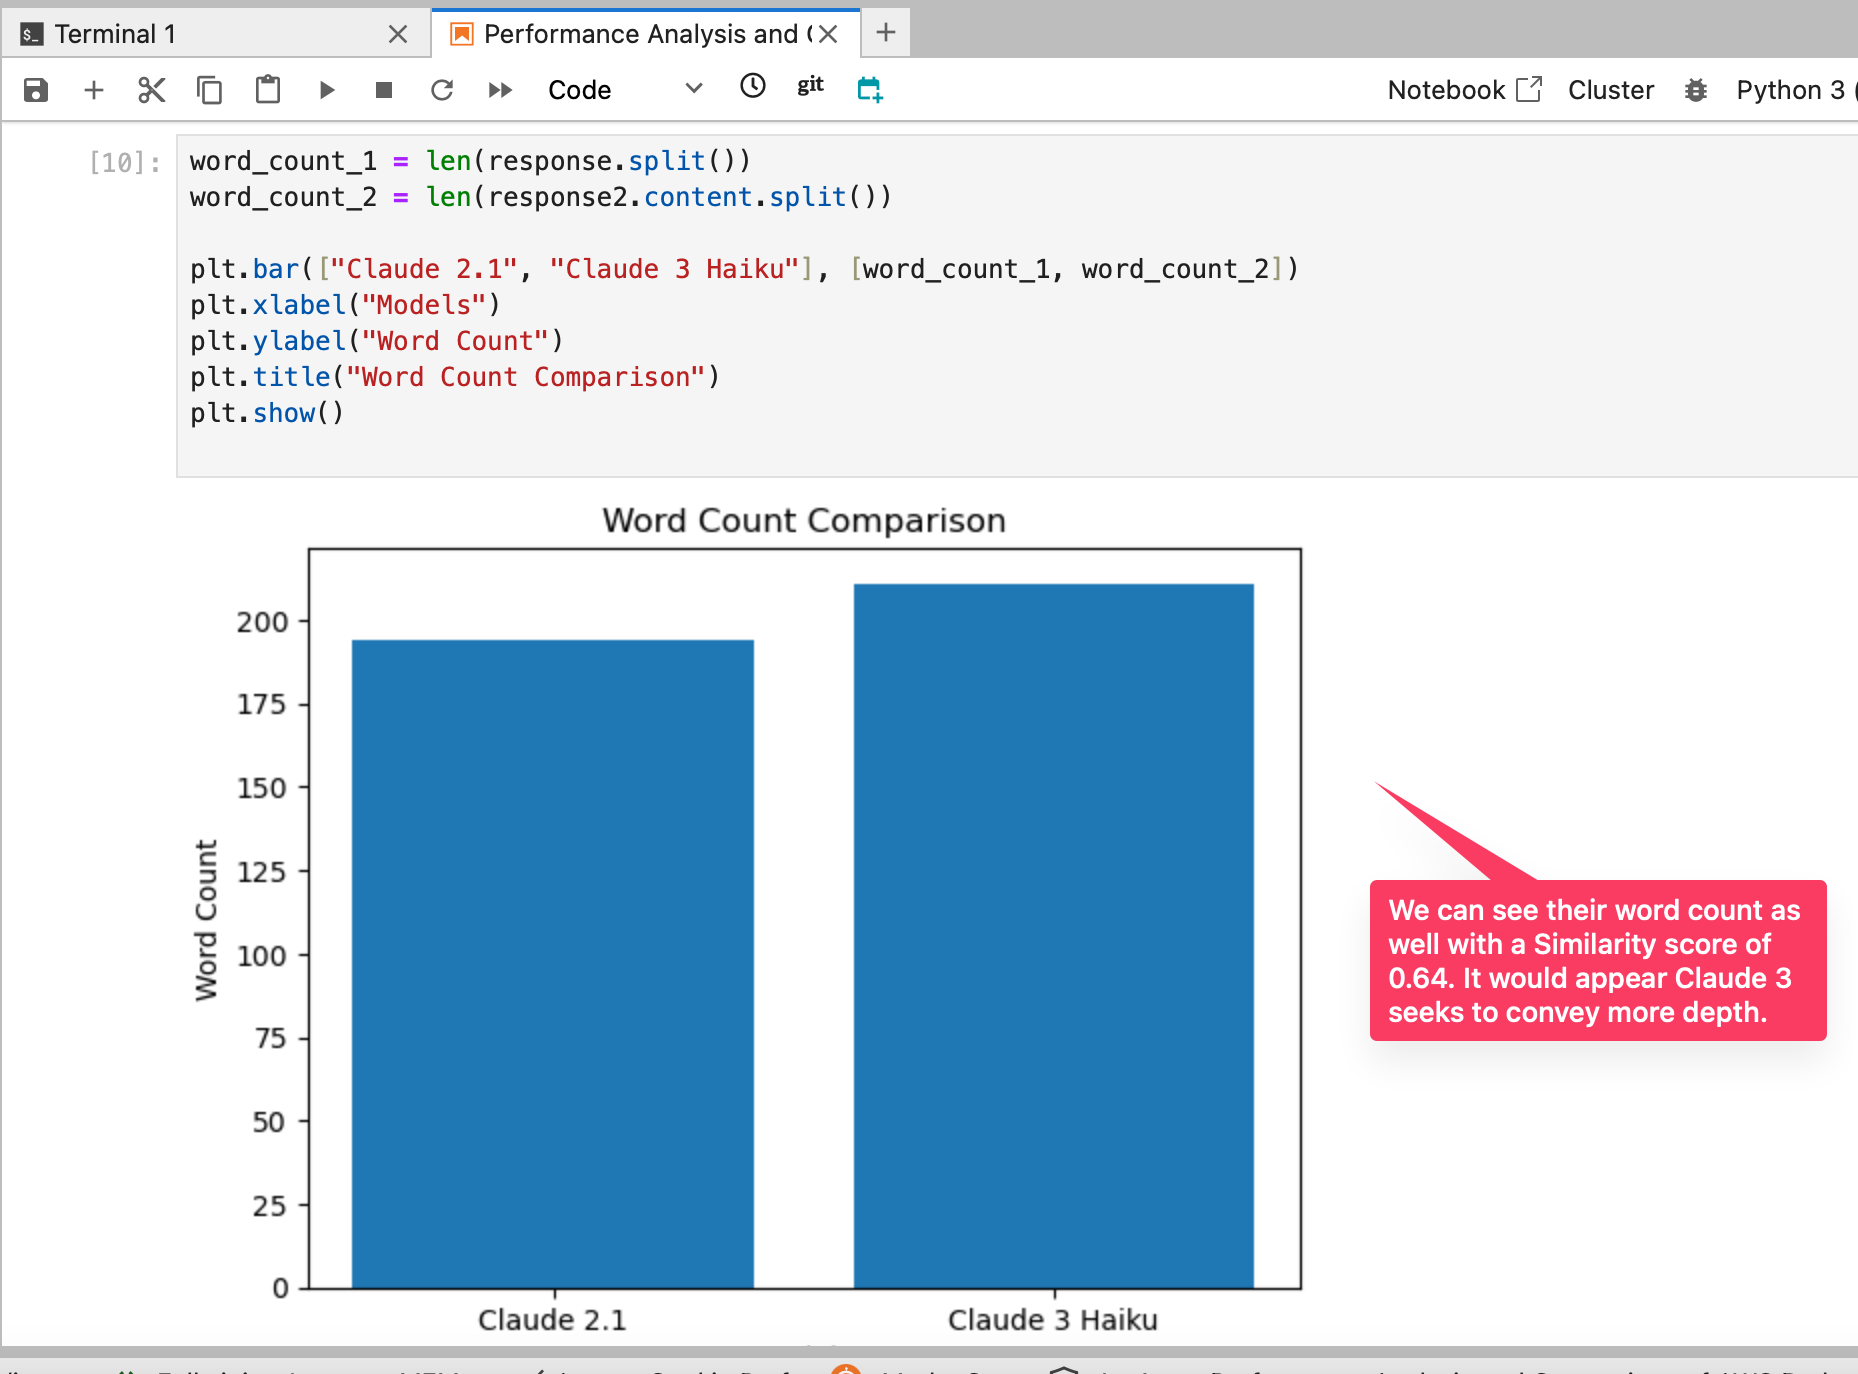 Terminal 1
Performance Analysis and
Code
git
Notebook
Cluster
Python 3 (
[10]:
word_count_1 = len(response.split())
word_count_2 = len(response2.content.split())
plt.bar(["Claude 2.1", "Claude 3 Haiku"], [word_count_1, word_count_2])
plt.xlabel("Models")
plt.ylabel("Word Count")
plt.title("Word Count Comparison")
plt.show()
Word Count Comparison
200
175
150
125
100
75
50
25
0
Word Count
Claude 2.1
Claude 3 Haiku
We can see their word count as
well with a Similarity score of
0.64. It would appear Claude 3
seeks to convey more depth.